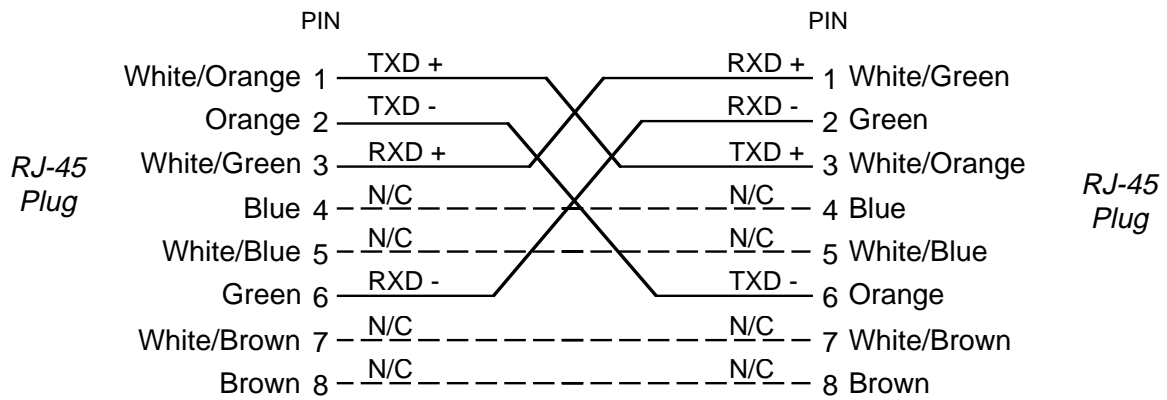 PIN PIN
White/Orange 1 TXD + RXD + 1 White/Green
Orange 2 TXD - RXD - 2 Green
White/Green 3 RXD + TXD + 3 White/Orange
RJ-45 Plug
Blue 4 N/C N/C 4 Blue
RJ-45 Plug
White/Blue 5 N/C N/C 5 White/Blue
Green 6 RXD - TXD - 6 Orange
White/Brown 7 N/C N/C 7 White/Brown
Brown 8 N/C N/C 8 Brown